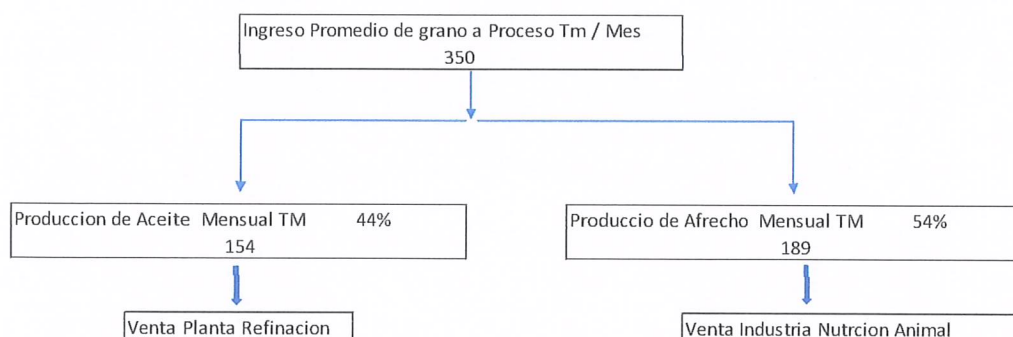 Ingreso Promedio de grano a Proceso Tm / Mes
350
Produccion de Aceite Mensual TM 44%
154
Produccio de Afrecho Mensual TM 54%
189
Venta Planta Refinacion
Venta Industria Nutrcion Animal